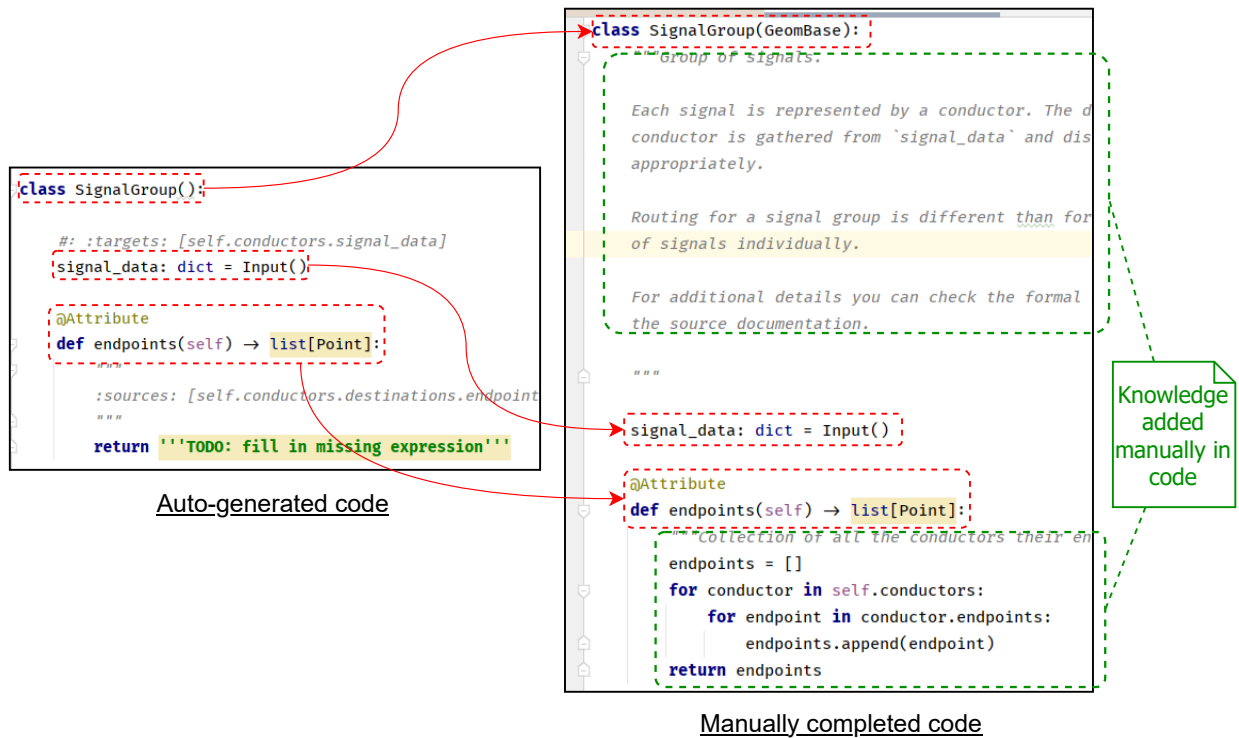 class SignalGroup():
#: :targets: [self.conductors.signal_data]
signal_data: dict = Input()
@Attribute
def endpoints(self) → list[Point]:
"""
:sources: [self.conductors.destinations.endpoint
"""
return '''TODO: fill in missing expression'''
Auto-generated code
class SignalGroup(GeomBase):
"""Group of signals.
Each signal is represented by a conductor. The d
conductor is gathered from `signal_data` and dis
appropriately.
Routing for a signal group is different than for
of signals individually.
For additional details you can check the formal
the source documentation.
"""
signal_data: dict = Input()
@Attribute
def endpoints(self) → list[Point]:
"""Collection of all the conductors their en
endpoints = []
for conductor in self.conductors:
for endpoint in conductor.endpoints:
endpoints.append(endpoint)
return endpoints
Manually completed code
Knowledge
added
manually in
code